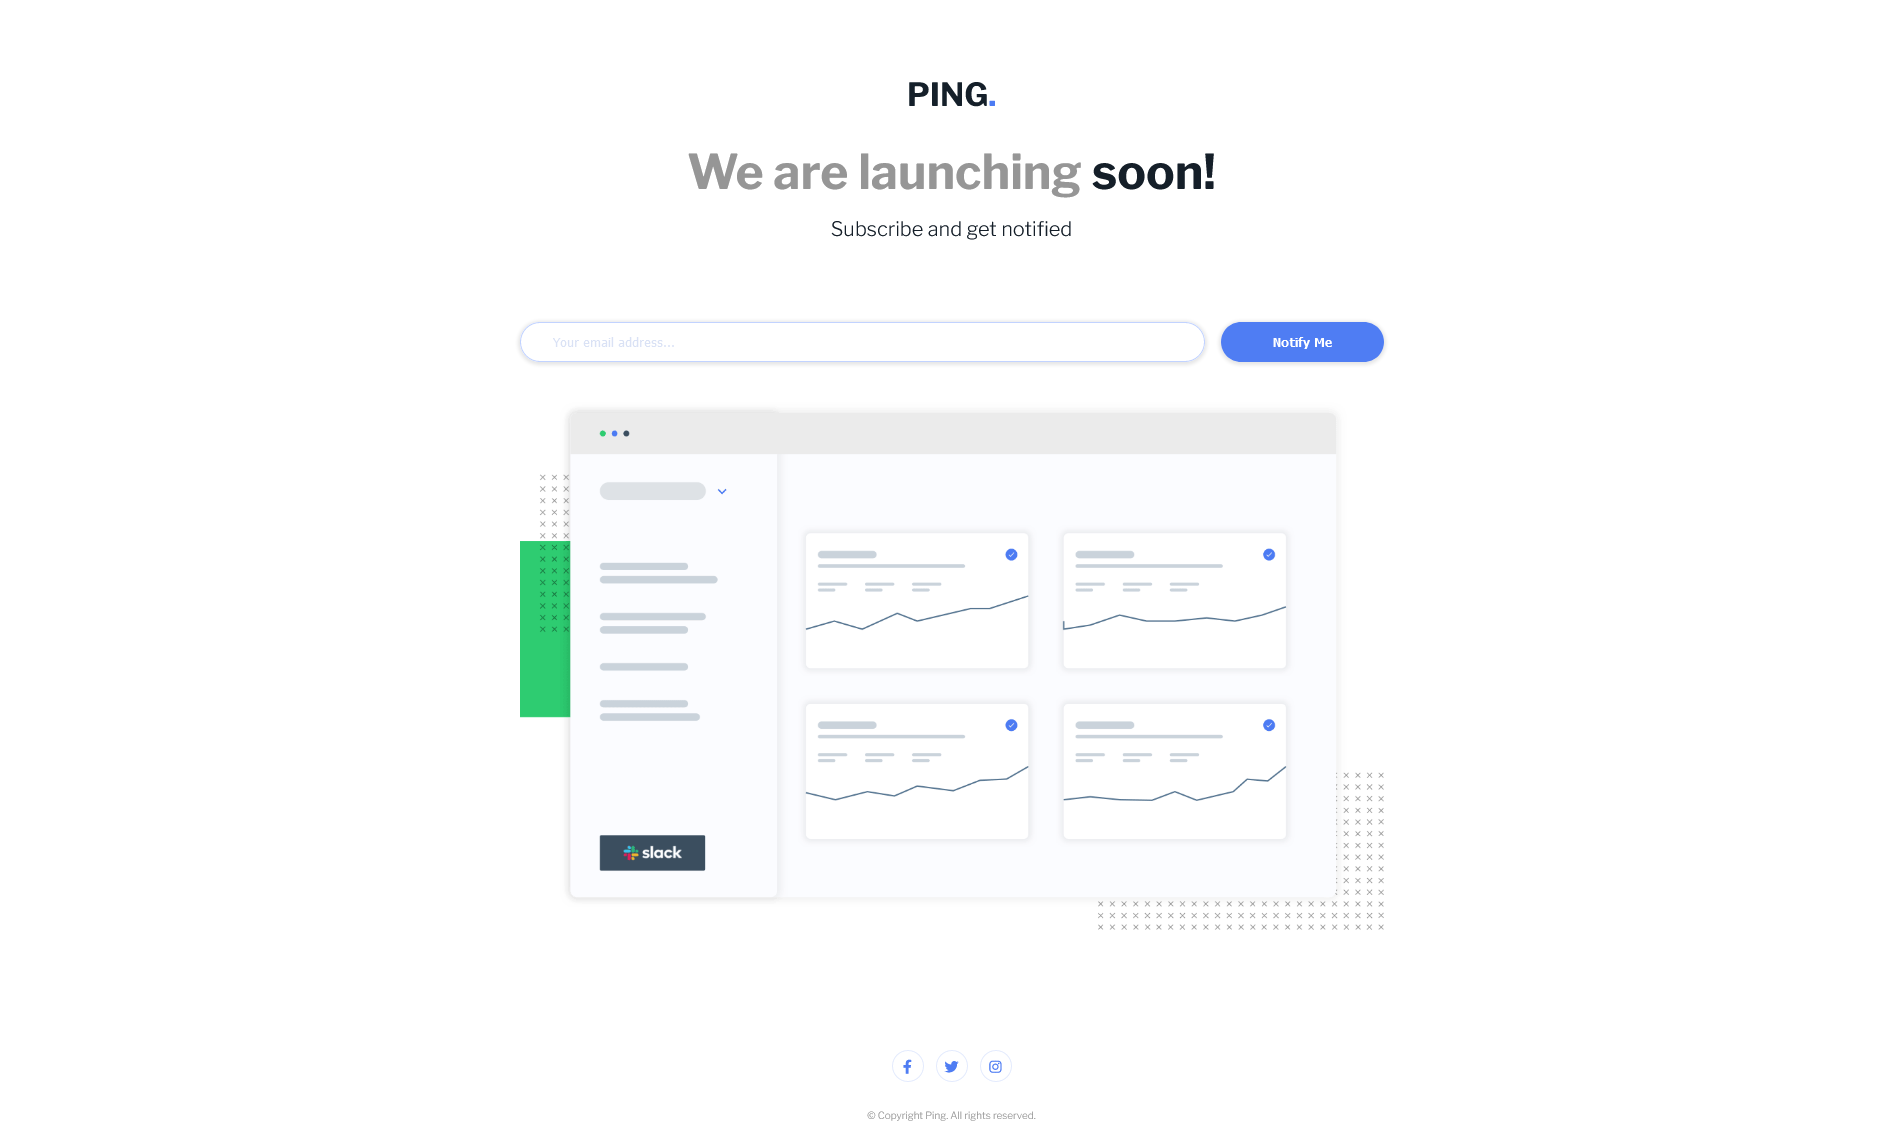 PING.
We are launching soon!
Subscribe and get notified
Your email address...
Notify Me
slack
© Copyright Ping. All rights reserved.